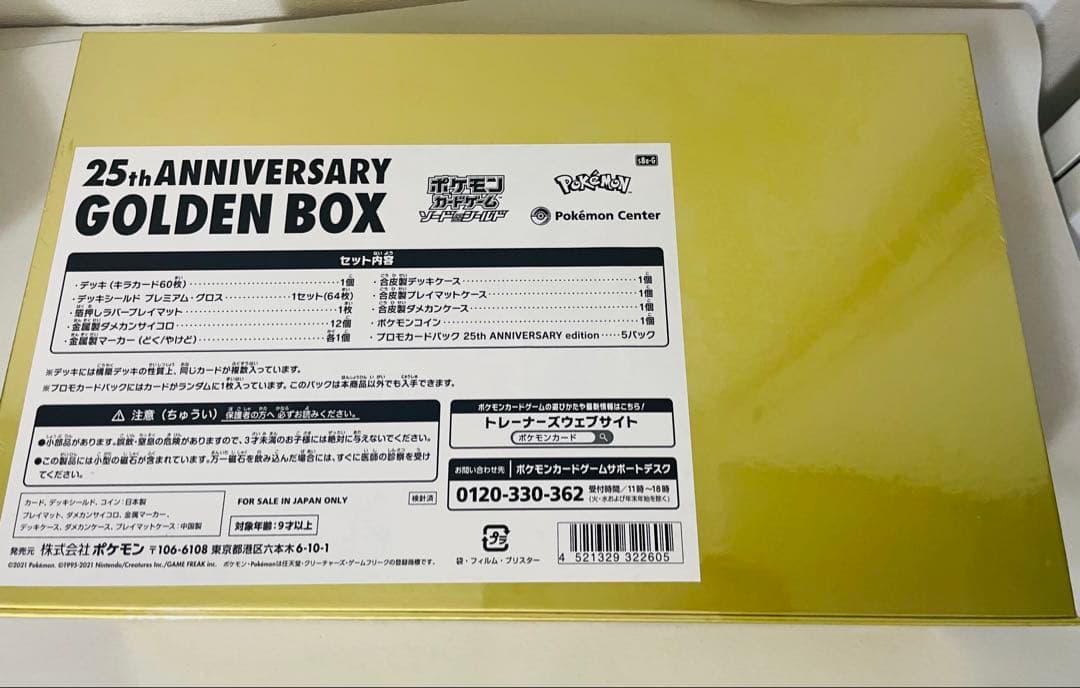 25th ANNIVERSARY
GOLDEN BOX
ポケモン
カードゲーム
ソード&シールド
S8a-G
POKÉMON
Pokémon Center
セット内容
・デッキ(キラカード60枚)…………1個
・デッキシールド プレミアム・グロス…………1セット(64枚)
・箔押しラバープレイマット…………1枚
・金属製ダメカンサイコロ…………12個
・金属製マーカー(どく/やけど)…………各1個
・合皮製デッキケース…………1個
・合皮製プレイマットケース…………1個
・合皮製ダメカンケース…………1個
・ポケモンコイン…………1個
・プロモカードパック 25th ANNIVERSARY edition……5パック
※デッキには構築デッキの性質上、同じカードが複数入っています。
※プロモカードパックにはカードがランダムに1枚入っています。このパックは本商品以外でも入手できます。
⚠ 注意(ちゅうい) 保護者の方へ 必ずお読みください。
●小部品があります。誤飲・窒息の危険がありますので、3才未満のお子様には絶対に与えないでください。
●この製品には小型の磁石が含まれています。万一磁石を飲み込んだ場合には、すぐに医師の診察を受け
てください。
ポケモンカードゲームの遊びかたや最新情報はこちら!
トレーナーズウェブサイト
ポケモンカード
お問い合わせ先 ポケモンカードゲームサポートデスク
0120-330-362 受付時間/11時〜18時
(火・水および年末年始を除く)
カード、デッキシールド、コイン:日本製
プレイマット、ダメカンサイコロ、金属マーカー、
デッキケース、ダメカンケース、プレイマットケース:中国製
FOR SALE IN JAPAN ONLY
検針済
対象年齢:9才以上
発売元 株式会社 ポケモン 〒106-6108 東京都港区六本木6-10-1
©2021 Pokémon. ©1995-2021 Nintendo/Creatures Inc./GAME FREAK inc. ポケモン・Pokémonは任天堂・クリーチャーズ・ゲームフリークの登録商標です。
プラ
袋・フィルム・ブリスター
4 521329 322605